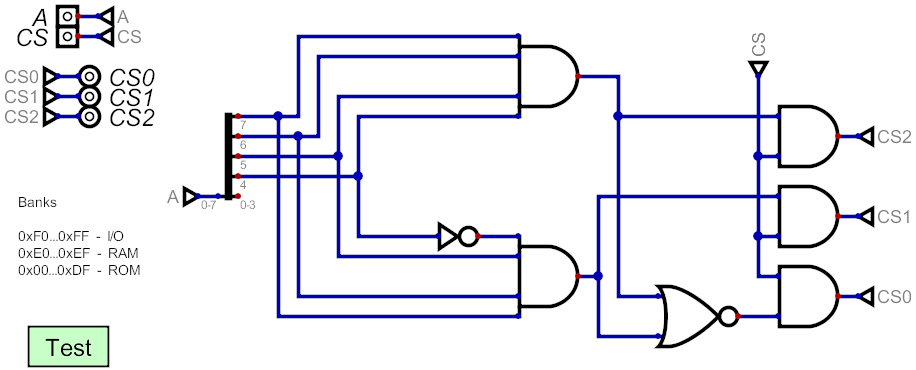 A A
CS CS
CS0 CS0
CS1 CS1
CS2 CS2
CS
7
6
5
4
A 0-7 0-3
CS2
CS1
CS0
Banks
0xF0...0xFF - I/O
0xE0...0xEF - RAM
0x00...0xDF - ROM
Test